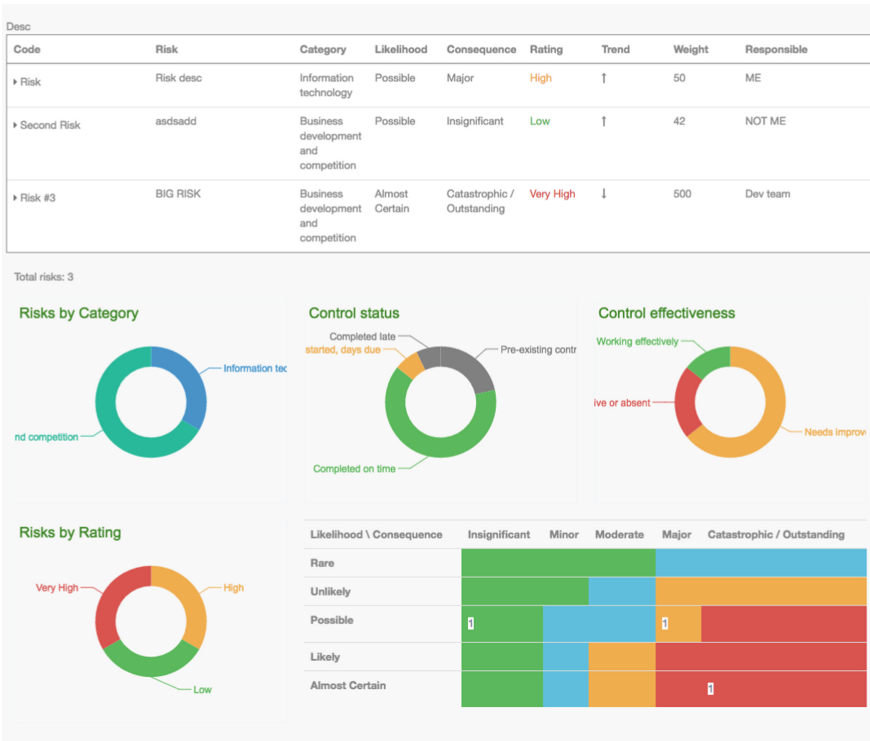 Desc
Code Risk Category Likelihood Consequence Rating Trend Weight Responsible
Risk Risk desc Information Possible Major High ↑ 50 ME
technology
Second Risk asdsadd Business Possible Insignificant Low ↑ 42 NOT ME
development
and
competition
Risk #3 BIG RISK Business Almost Catastrophic / Very High ↓ 500 Dev team
development Certain Outstanding
and
competition
Total risks: 3
Risks by Category
Information tec
nd competition
Control status
Completed late
started, days due
Pre-existing contr
Completed on time
Control effectiveness
Working effectively
ive or absent
Needs improv
Risks by Rating
Very High
High
Low
Likelihood \ Consequence Insignificant Minor Moderate Major Catastrophic / Outstanding
Rare
Unlikely
Possible 1 1
Likely
Almost Certain 1